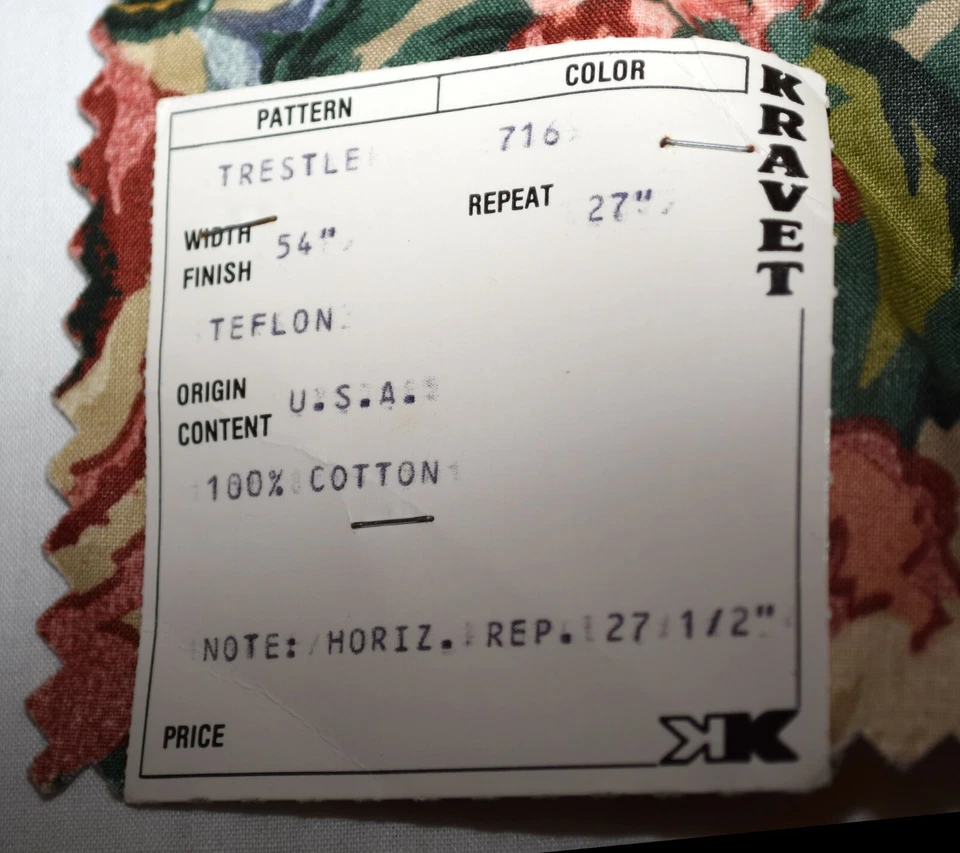 PATTERN COLOR
TRESTLE 716
WIDTH 54" REPEAT 27"
FINISH
TEFLON
ORIGIN U.S.A.
CONTENT
100% COTTON
NOTE: HORIZ. REP. 27 1/2"
PRICE
KRAVET
KK